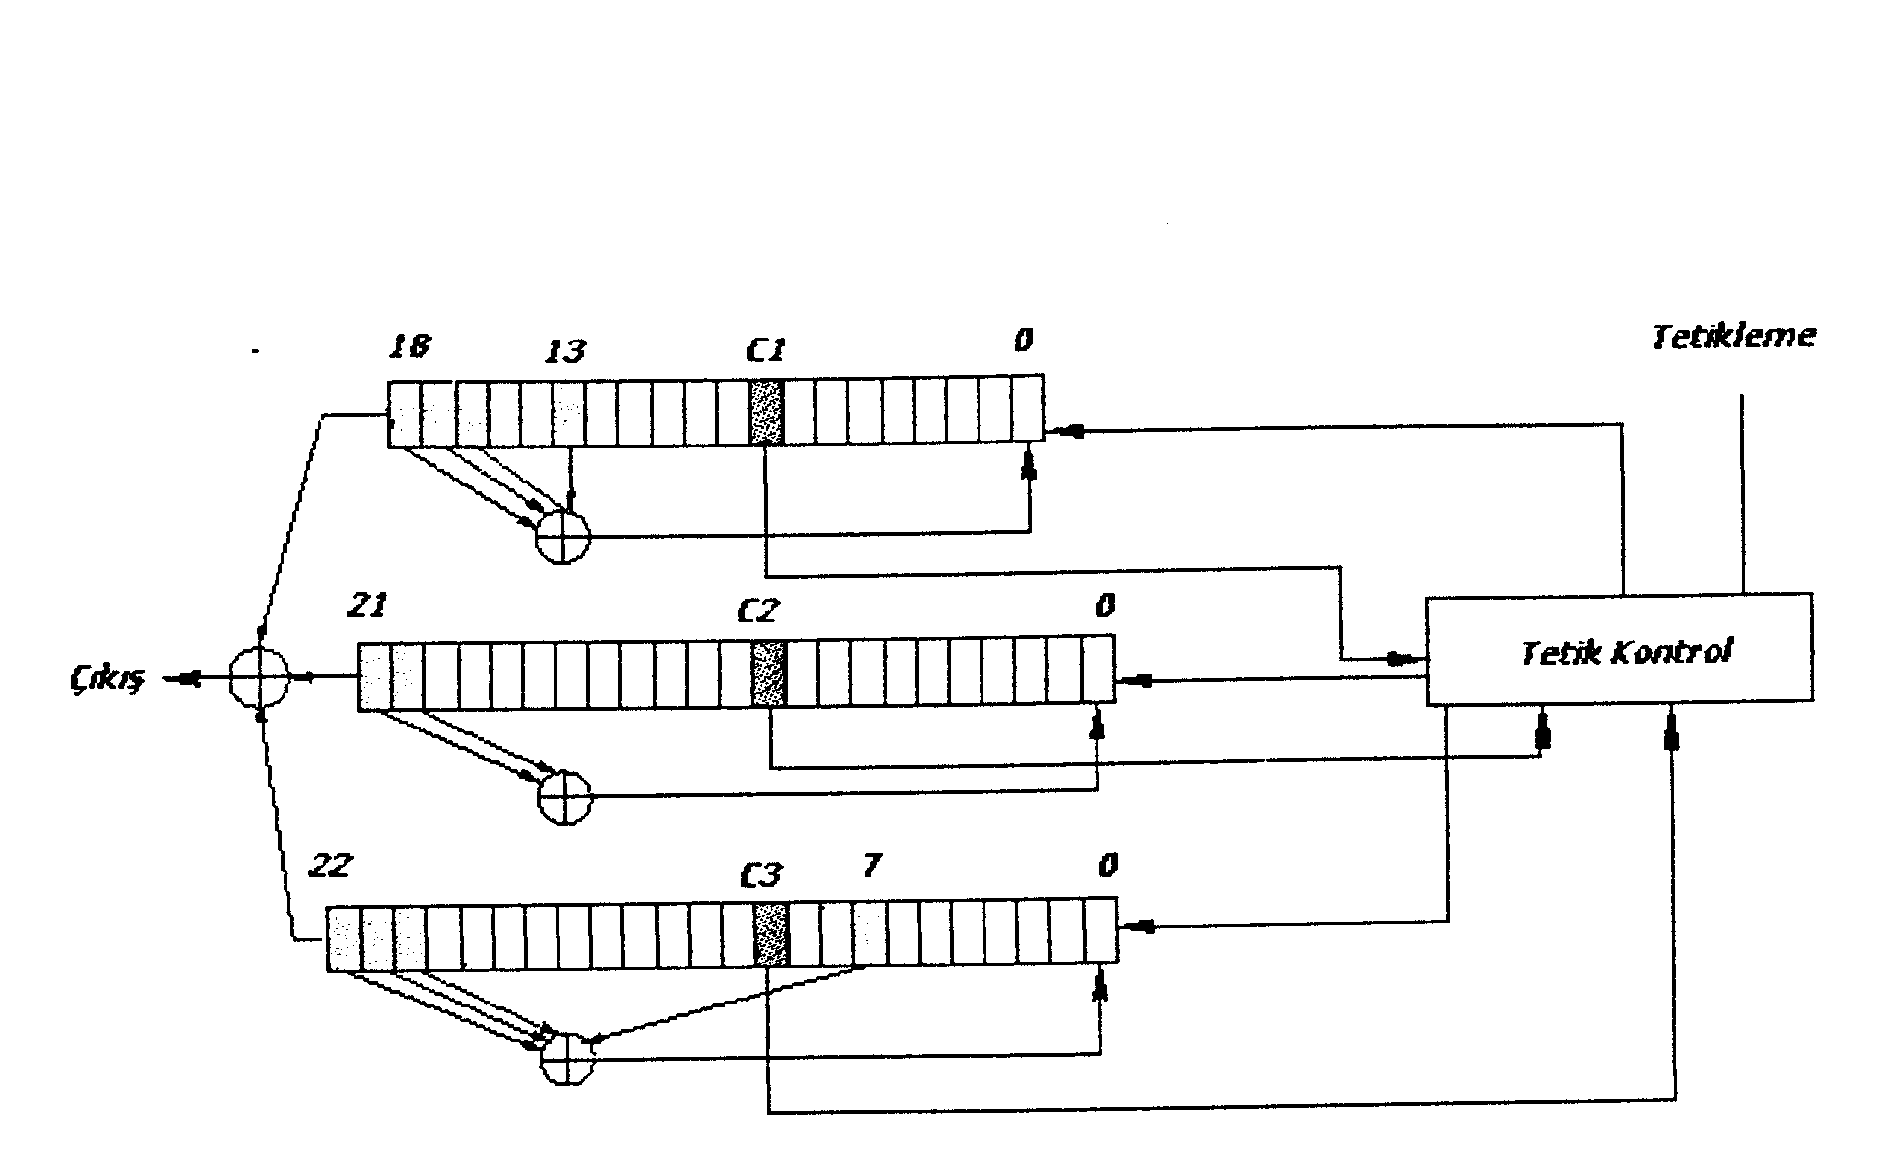 18 13 C1 0 Tetikleme
21 C2 0
Çıkış
Tetik Kontrol
22 C3 7 0